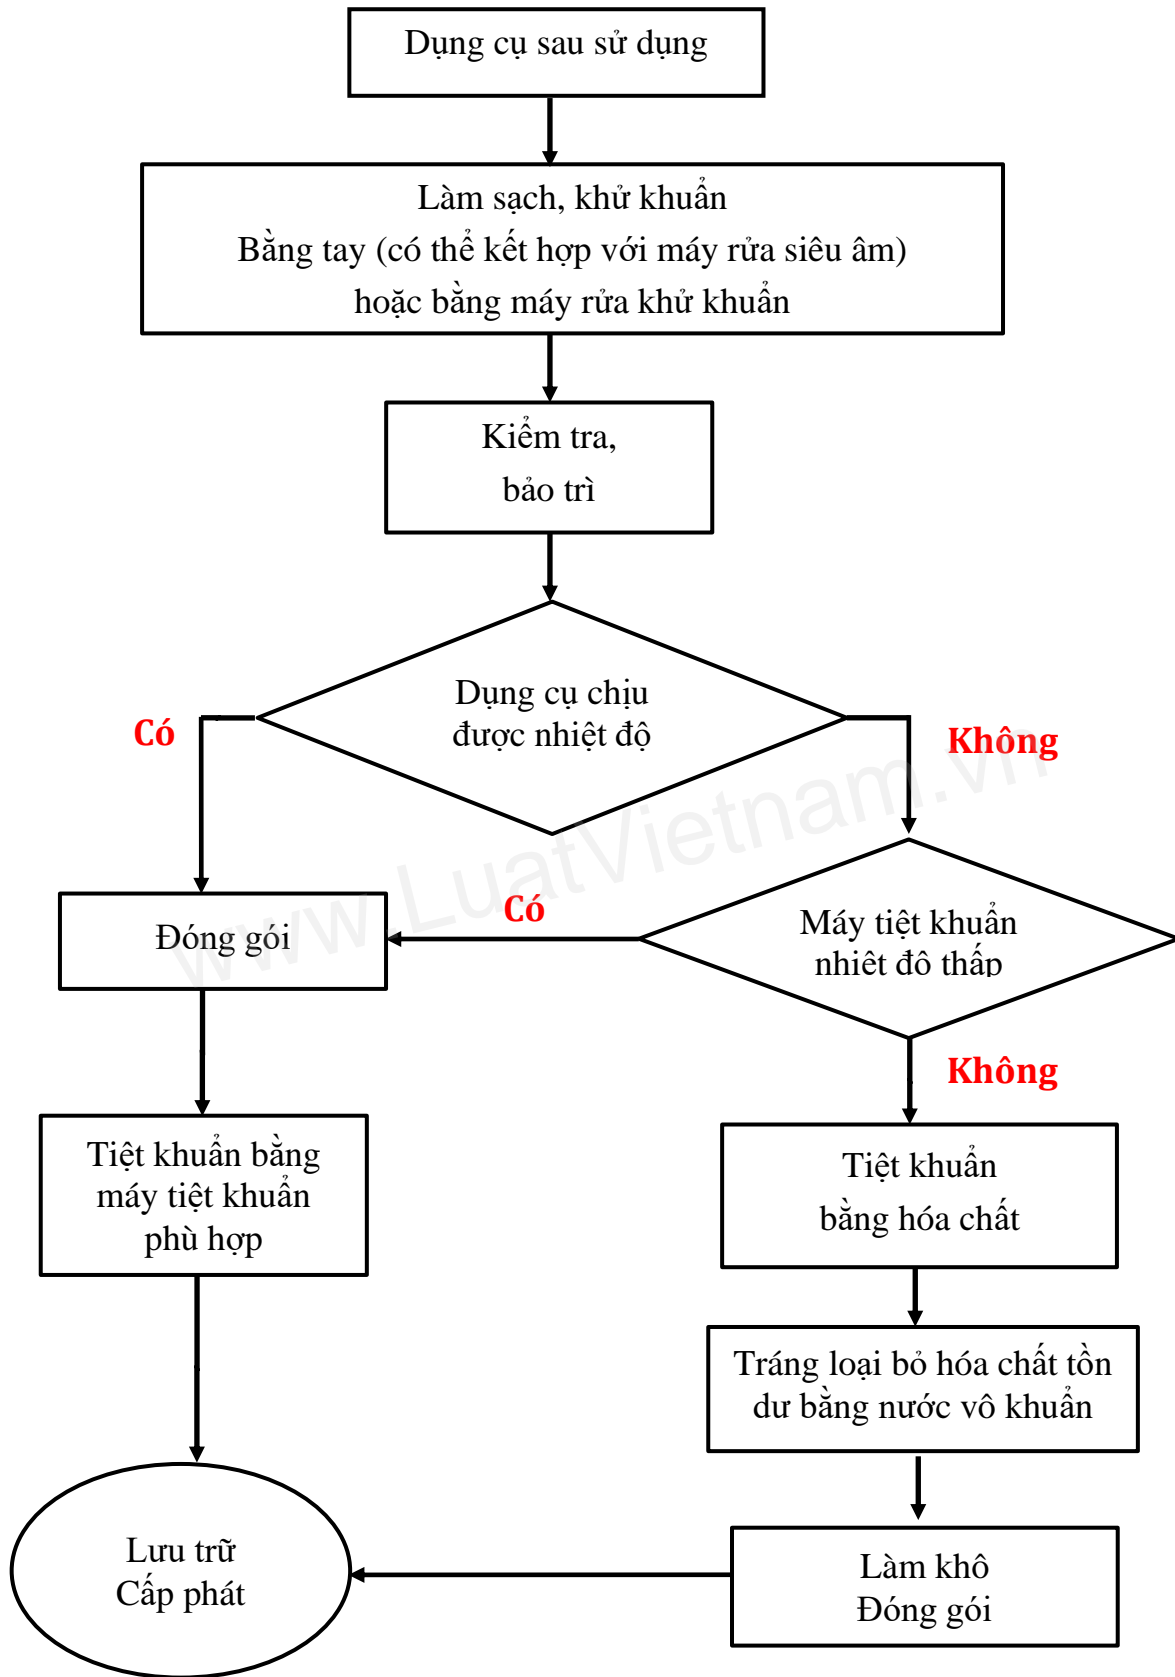 Dụng cụ sau sử dụng
Làm sạch, khử khuẩn
Bằng tay (có thể kết hợp với máy rửa siêu âm)
hoặc bằng máy rửa khử khuẩn
Kiểm tra,
bảo trì
Dụng cụ chịu
được nhiệt độ
Có
Không
Đóng gói
Có
Máy tiệt khuẩn
nhiệt độ thấp
Không
Tiệt khuẩn bằng
máy tiệt khuẩn
phù hợp
Tiệt khuẩn
bằng hóa chất
Tráng loại bỏ hóa chất tồn
dư bằng nước vô khuẩn
Lưu trữ
Cấp phát
Làm khô
Đóng gói
www.LuatVietnam.vn